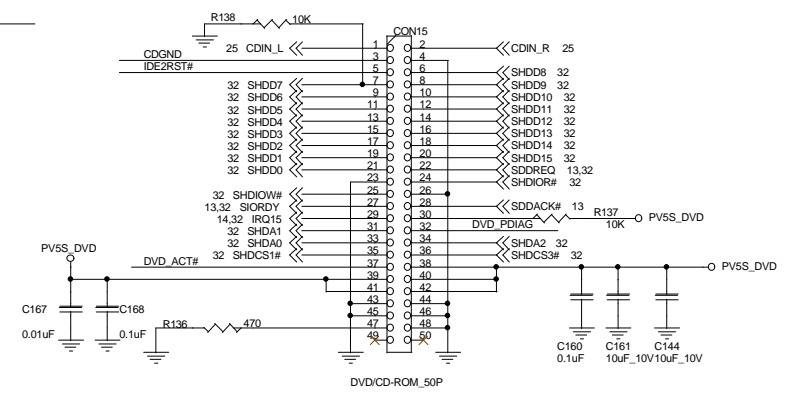 R138 10K
CON15
25 CDIN_L 1 2 CDIN_R 25
CDGND 3 4
IDE2RST# 5 6 SHDD8 32
32 SHDD7 7 8 SHDD9 32
32 SHDD6 9 10 SHDD10 32
32 SHDD5 11 12 SHDD11 32
32 SHDD4 13 14 SHDD12 32
32 SHDD3 15 16 SHDD13 32
32 SHDD2 17 18 SHDD14 32
32 SHDD1 19 20 SHDD15 32
32 SHDD0 21 22 SDDREQ 13,32
23 24 SHDIOR# 32
32 SHDIOW# 25 26
13,32 SIORDY 27 28 SDDACK# 13
14,32 IRQ15 29 30 R137 10K PV5S_DVD
32 SHDA1 31 32 DVD_PDIAG
32 SHDA0 33 34 SHDA2 32
32 SHDCS1# 35 36 SHDCS3# 32
PV5S_DVD
DVD_ACT# 37 38 PV5S_DVD
39 40
41 42
43 44
45 46
R136 470 47 48
49 50
C167 0.01uF
C168 0.1uF
C160 0.1uF
C161 10uF_10V
C144 10uF_10V
DVD/CD-ROM_50P